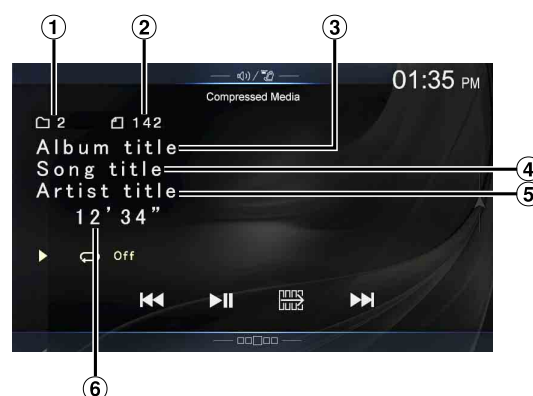 1 2 3
01:35 PM
Compressed Media
2 142
Album title
Song title 4
Artist title 5
12’34”
Off
6